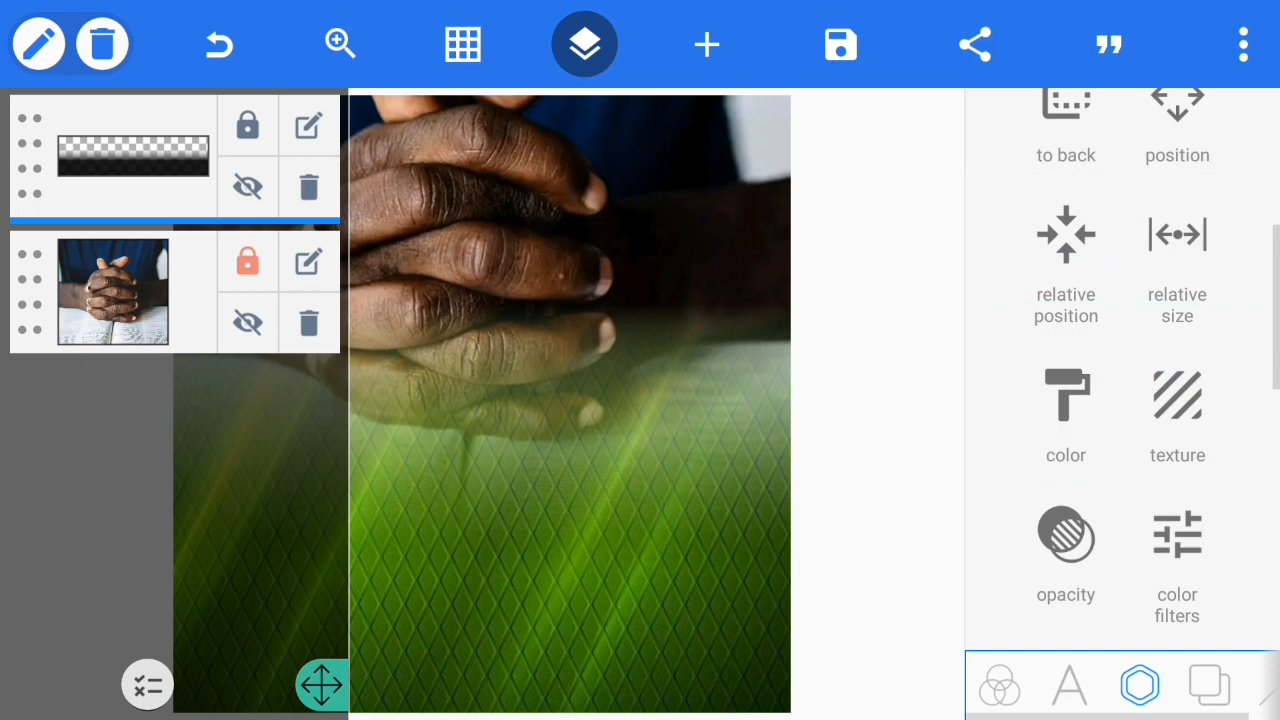 to back
position
relative
position
relative
size
color
texture
opacity
color
filters